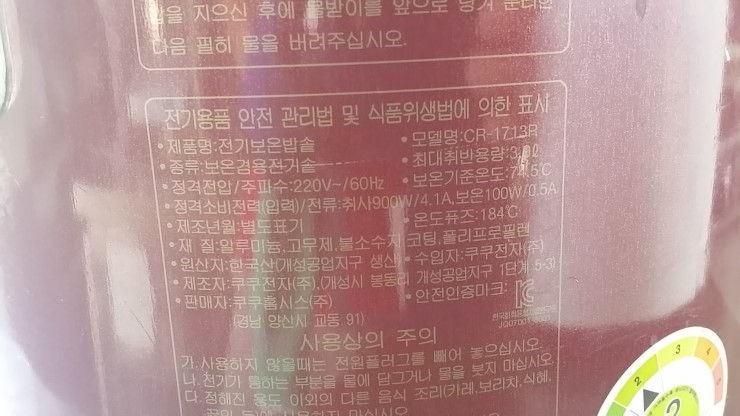 밥을 지으신 후에 물받이를 앞으로 당겨 분리한
다음 필히 물을 버려주십시오.
전기용품 안전 관리법 및 식품위생법에 의한 표시
• 제품명:전기보온밥솥
• 모델명:CR-1713R
• 종류:보온겸용전거솥
• 최대취반용량:3.0ℓ
• 정격전압/주파수:220V~/60Hz
• 보온기준온도:74.5℃
• 정격소비전력(입력)/전류:취사900W/4.1A,보온100W/0.5A
• 제조년월:별도표기
• 온도퓨즈:184℃
• 재 질:알루미늄,고무제,불소수지 코팅,폴리프로필렌
• 원산지:한국산(개성공업지구 생산)
• 수입자:쿠쿠전자(주)
• 제조자:쿠쿠전자(주),(개성시 봉동리 개성공업지구 1단계 5-3)
• 판매자:쿠쿠홈시스(주)
• 안전인증마크:
(경남 양산시 교동 91)
사용상의 주의
가.사용하지 않을때는 전원플러그를 빼어 놓으십시오.
나.전기가 통하는 부분을 물에 담그거나 물을 붓지 마십시오.
다.정해진 용도 이외의 다른 음식 조리(카레,보리차,식혜,
2
3
4
5